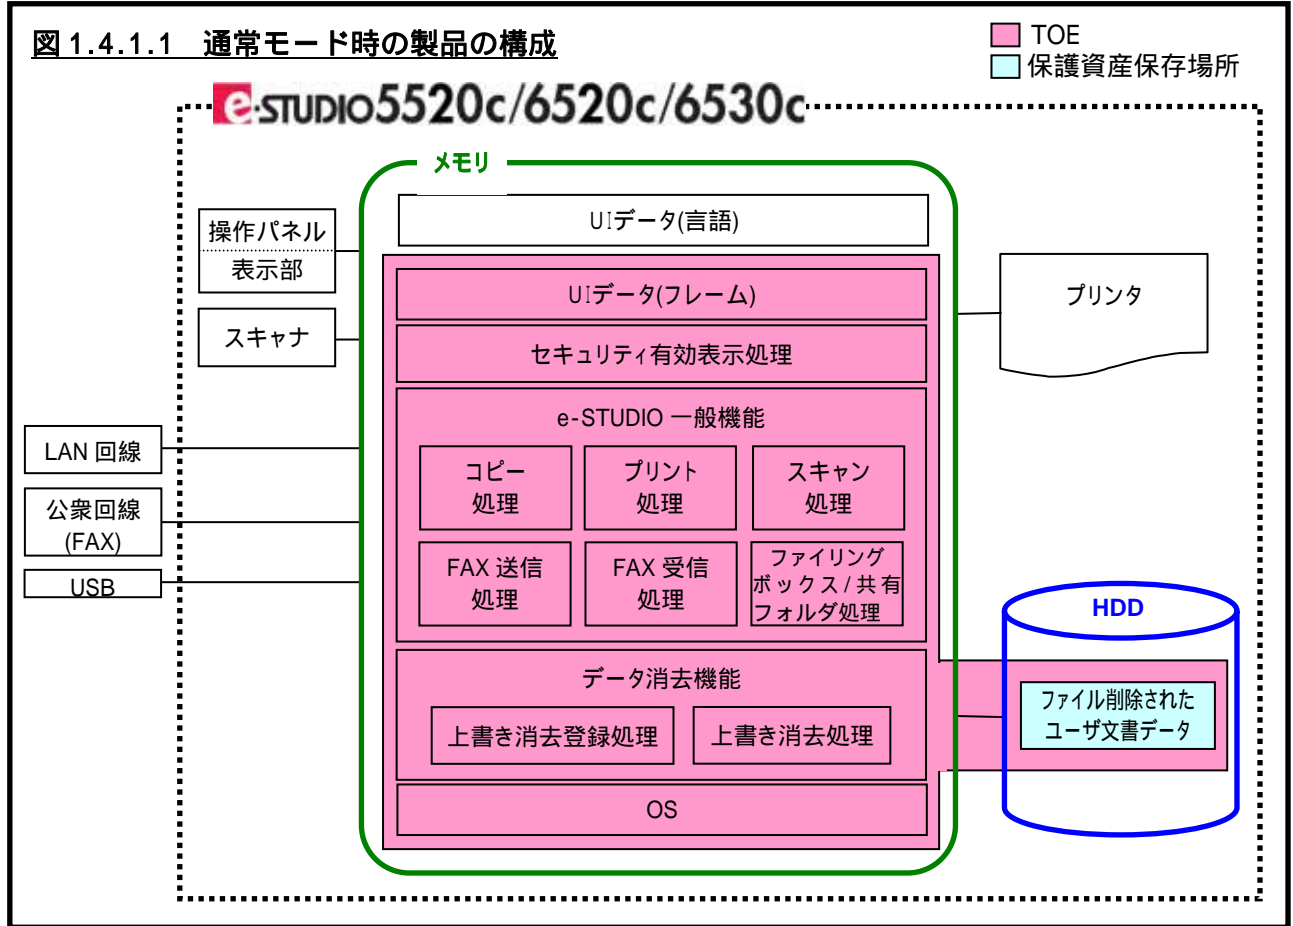 図 1.4.1.1 通常モード時の製品の構成
TOE
保護資産保存場所
e-STUDIO5520c/6520c/6530c
メモリ
UIデータ(言語)
操作パネル
表示部
スキャナ
LAN 回線
公衆回線
(FAX)
USB
UIデータ(フレーム)
セキュリティ有効表示処理
e-STUDIO 一般機能
コピー
処理
プリント
処理
スキャン
処理
FAX 送信
処理
FAX 受信
処理
ファイリング
ボックス/共有
フォルダ処理
データ消去機能
上書き消去登録処理
上書き消去処理
OS
プリンタ
HDD
ファイル削除された
ユーザ文書データ